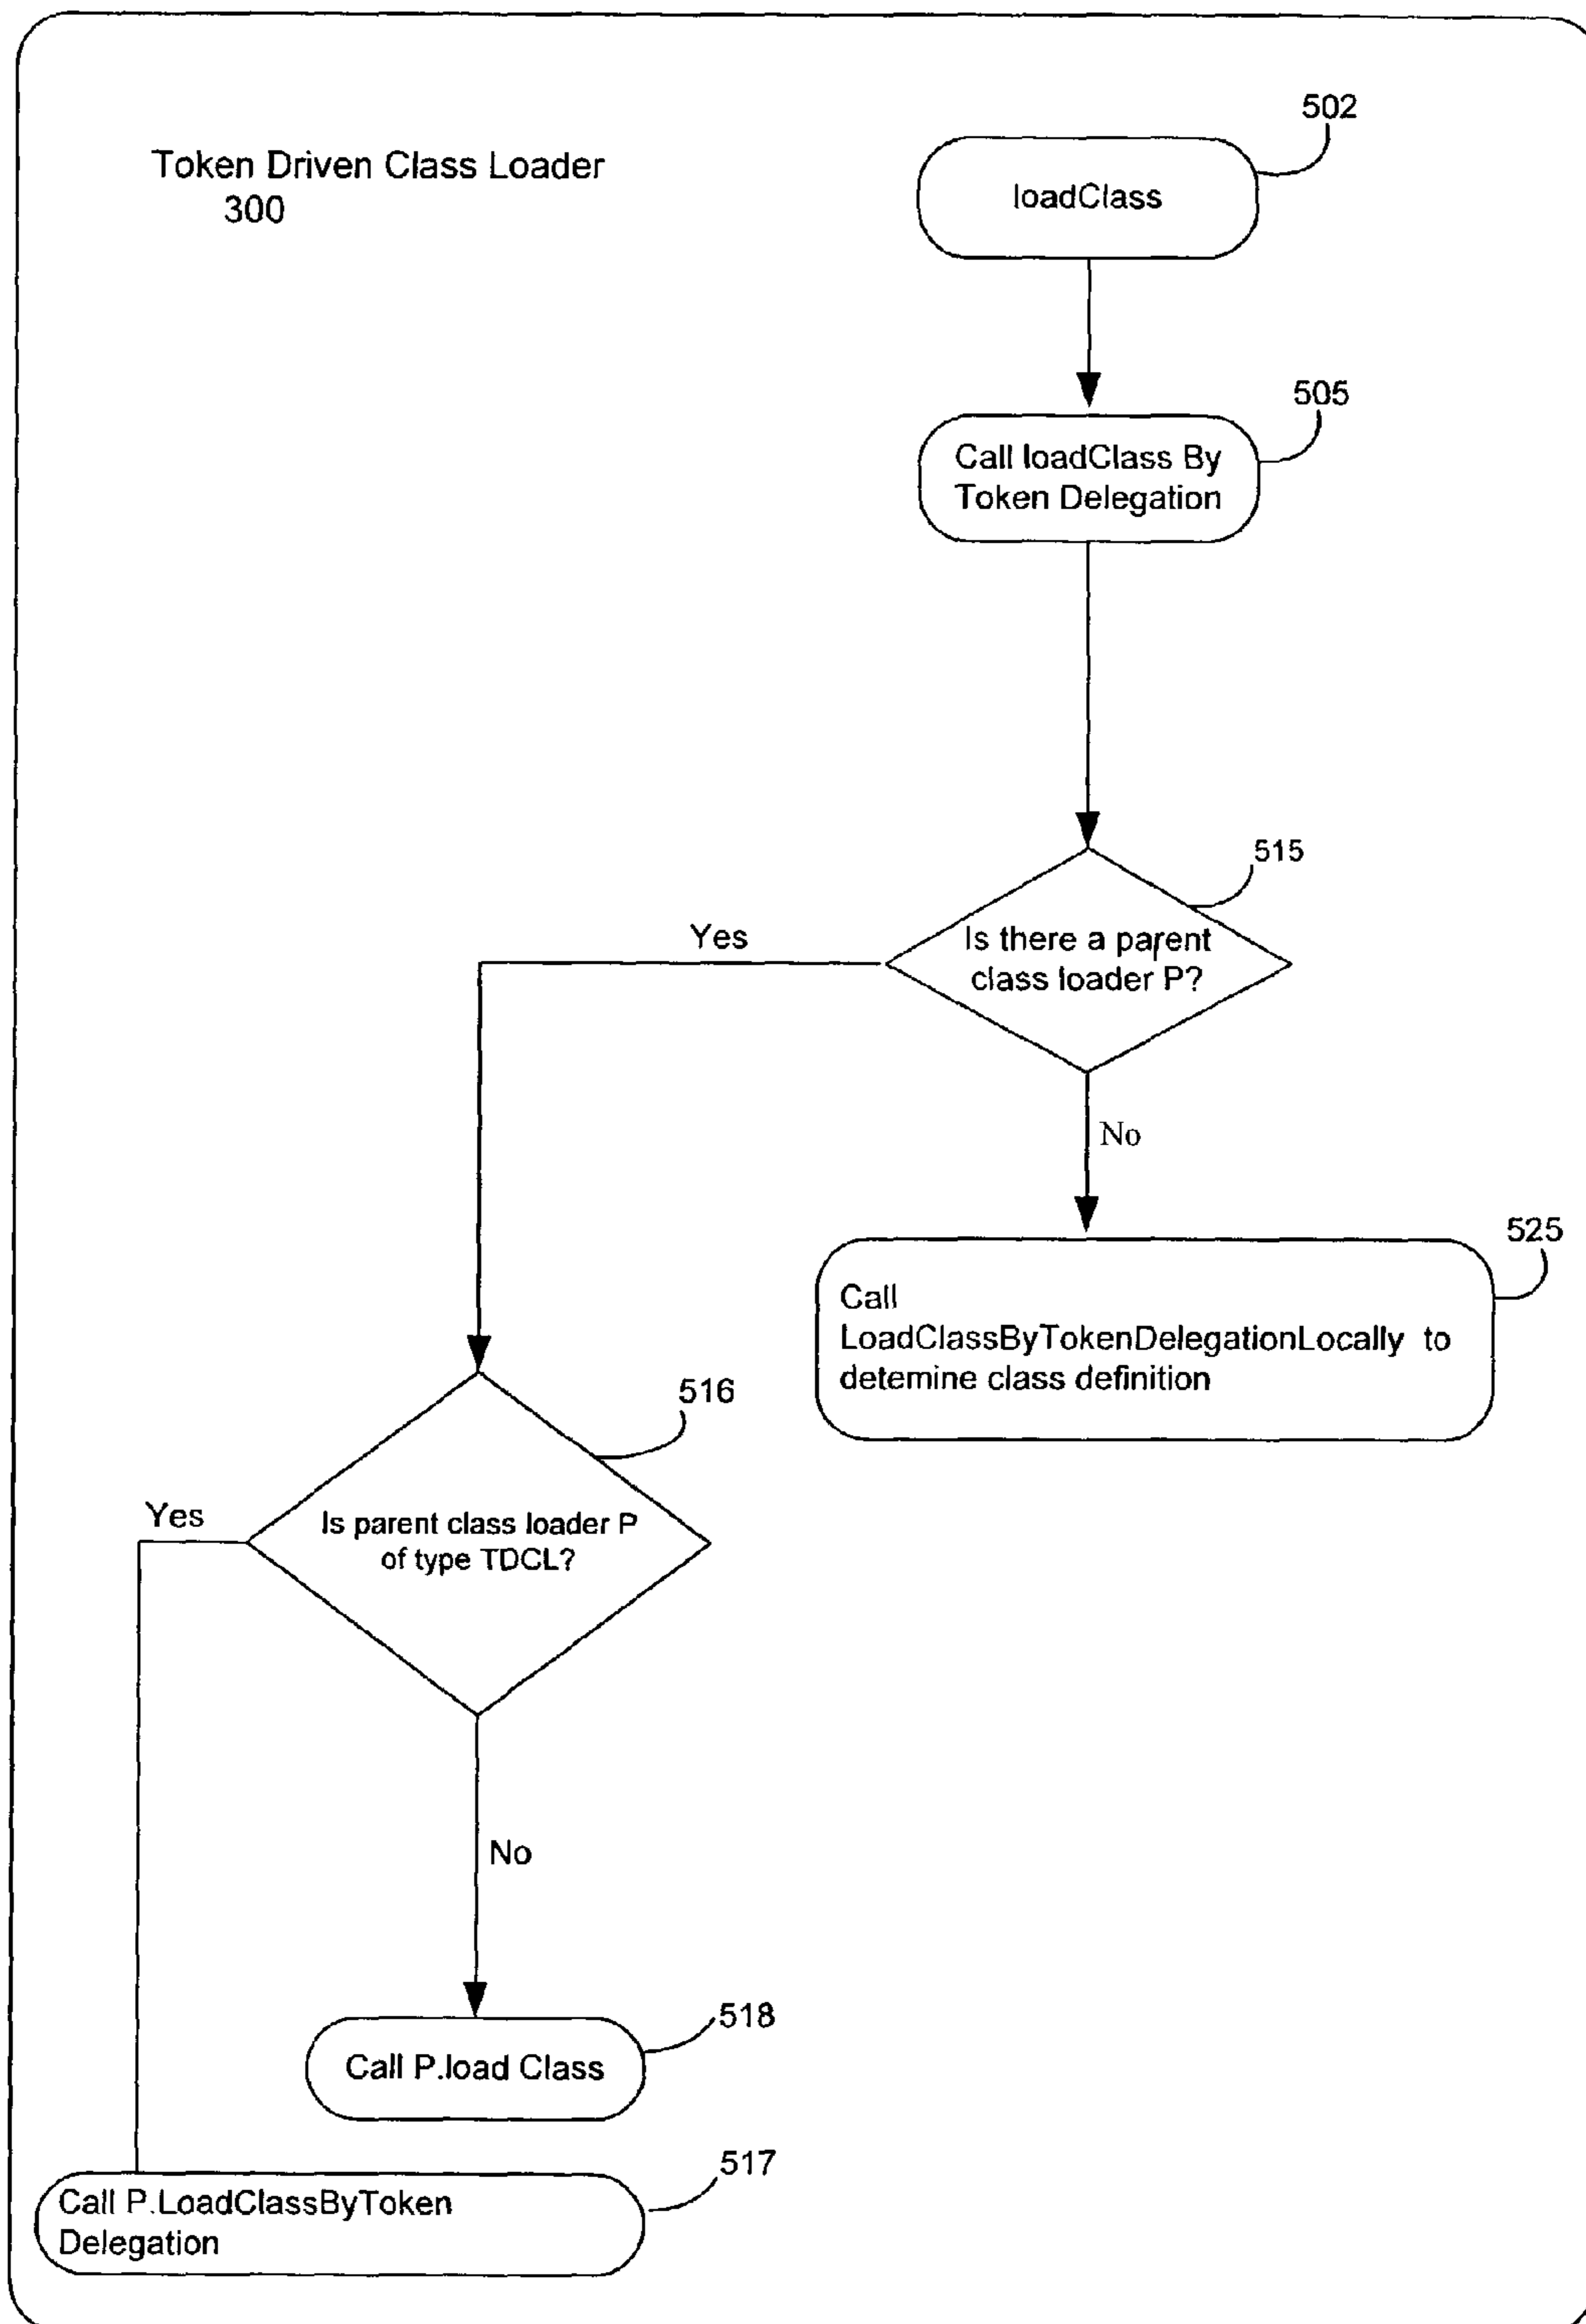 Token Driven Class Loader
300
502
loadClass
505
Call loadClass By
Token Delegation
515
Is there a parent
class loader P?
Yes
No
525
Call
LoadClassByTokenDelegationLocally to
detemine class definition
516
Is parent class loader P
of type TDCL?
Yes
No
518
Call P.load Class
517
Call P.LoadClassByToken
Delegation